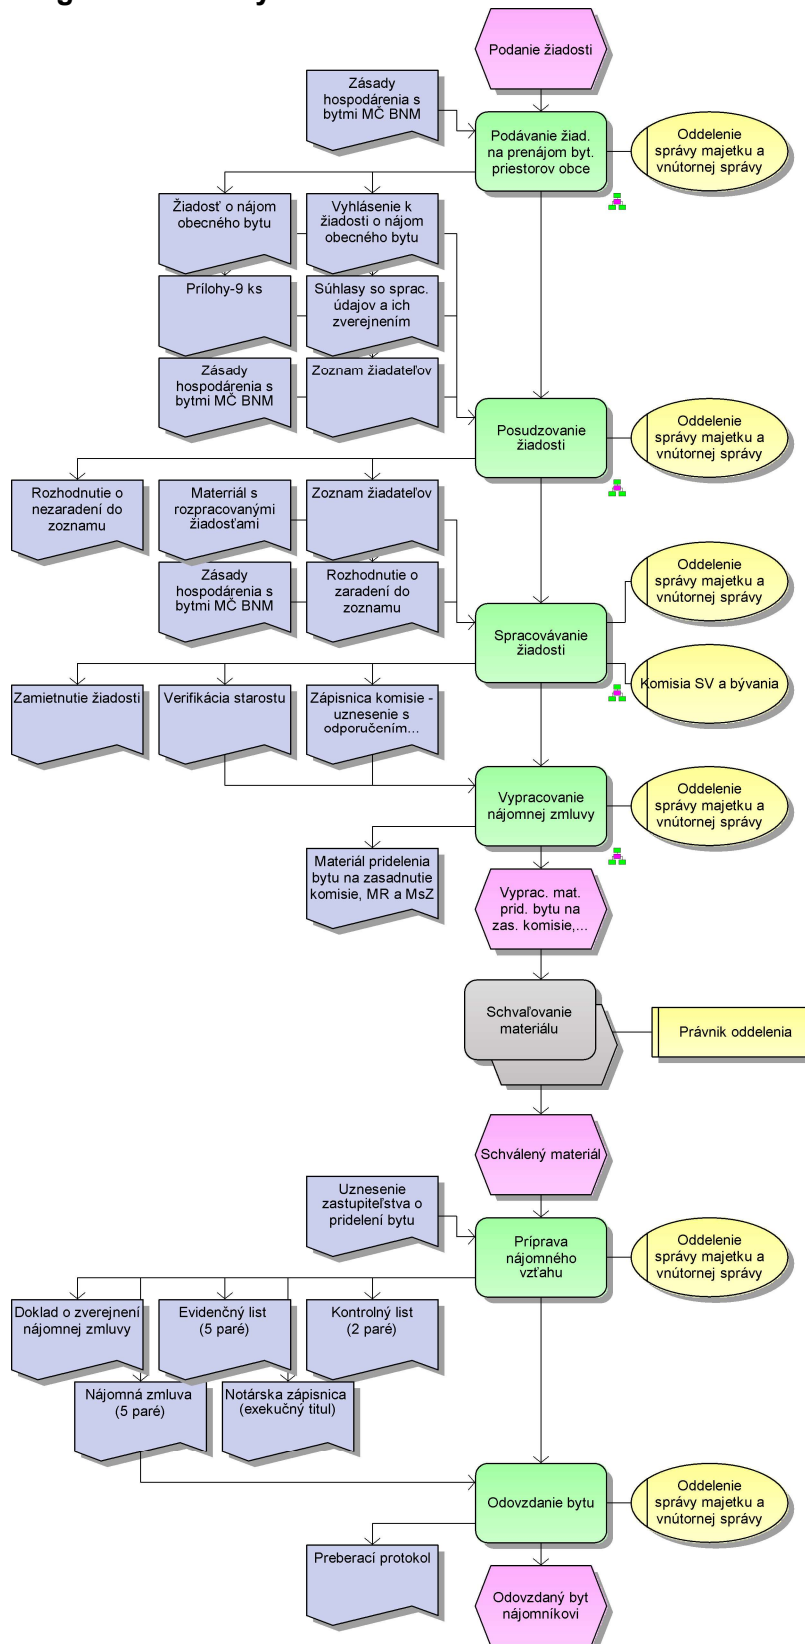 Podanie žiadosti
Zásady
hospodárenia s
bytmi MČ BNM
Podávanie žiad.
na prenájom byt.
priestorov obce
Oddelenie
správy majetku a
vnútornej správy
Žiadosť o nájom
obecného bytu
Vyhlásenie k
žiadosti o nájom
obecného bytu
Prílohy-9 ks
Súhlasy so sprac.
údajov a ich
zverejnením
Zásady
hospodárenia s
bytmi MČ BNM
Zoznam žiadateľov
Posudzovanie
žiadosti
Oddelenie
správy majetku a
vnútornej správy
Rozhodnutie o
nezaradení do
zoznamu
Materriál s
rozpracovanými
žiadosťami
Zoznam žiadateľov
Zásady
hospodárenia s
bytmi MČ BNM
Rozhodnutie o
zaradení do
zoznamu
Spracovávanie
žiadosti
Oddelenie
správy majetku a
vnútornej správy
Komisia SV a bývania
Zamietnutie žiadosti
Verifikácia starostu
Zápisnica komisie -
uznesenie s
odporučením...
Vypracovanie
nájomnej zmluvy
Oddelenie
správy majetku a
vnútornej správy
Materiál pridelenia
bytu na zasadnutie
komisie, MR a MsZ
Vyprac. mat.
prid. bytu na
zas. komisie,...
Schvaľovanie
materiálu
Právnik oddelenia
Schválený materiál
Uznesenie
zastupiteľstva o
pridelení bytu
Príprava
nájomného
vzťahu
Oddelenie
správy majetku a
vnútornej správy
Doklad o zverejnení
nájomnej zmluvy
Evidenčný list
(5 paré)
Kontrolný list
(2 paré)
Nájomná zmluva
(5 paré)
Notárska zápisnica
(exekučný titul)
Odovzdanie bytu
Oddelenie
správy majetku a
vnútornej správy
Preberací protokol
Odovzdaný byt
nájomníkovi